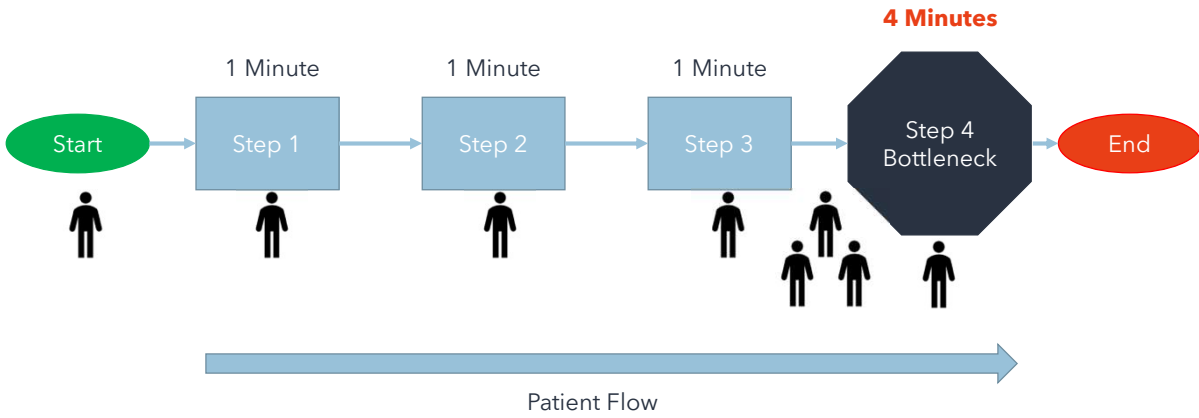 4 Minutes
1 Minute
1 Minute
1 Minute
Start
Step 1
Step 2
Step 3
Step 4
Bottleneck
End
Patient Flow